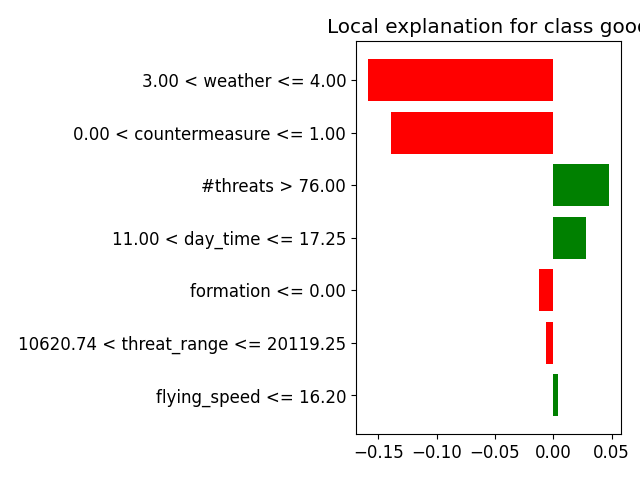 Local explanation for class good
3.00 < weather <= 4.00
0.00 < countermeasure <= 1.00
#threats > 76.00
11.00 < day_time <= 17.25
formation <= 0.00
10620.74 < threat_range <= 20119.25
flying_speed <= 16.20
−0.15 −0.10 −0.05 0.00 0.05